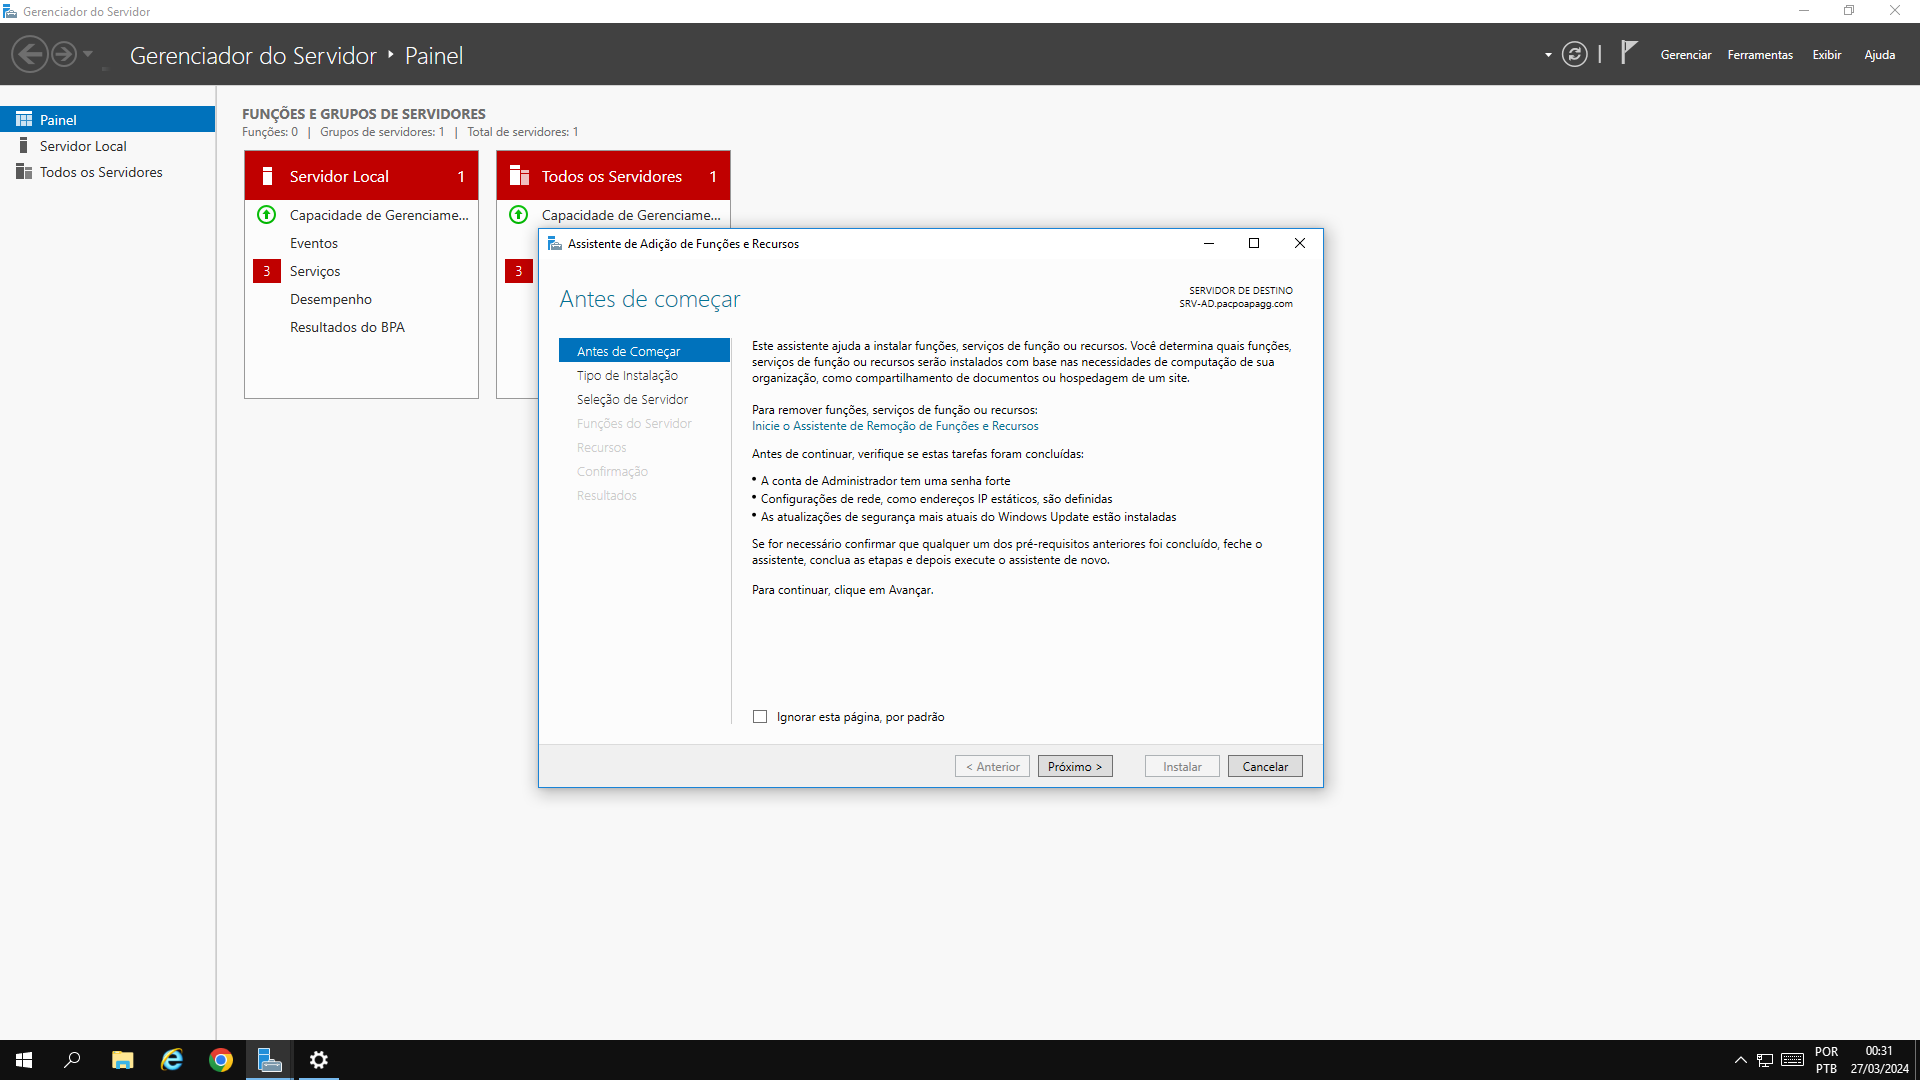 Gerenciador do Servidor
Gerenciador do Servidor ‣ Painel
Gerenciar
Ferramentas
Exibir
Ajuda
Painel
Servidor Local
Todos os Servidores
FUNÇÕES E GRUPOS DE SERVIDORES
Funções: 0 | Grupos de servidores: 1 | Total de servidores: 1
Servidor Local 1
Capacidade de Gerenciame...
Eventos
3 Serviços
Desempenho
Resultados do BPA
Todos os Servidores 1
Capacidade de Gerenciame...
3
Assistente de Adição de Funções e Recursos
Antes de começar
SERVIDOR DE DESTINO
SRV-AD.pacpoapagg.com
Antes de Começar
Tipo de Instalação
Seleção de Servidor
Funções do Servidor
Recursos
Confirmação
Resultados
Este assistente ajuda a instalar funções, serviços de função ou recursos. Você determina quais funções,
serviços de função ou recursos serão instalados com base nas necessidades de computação de sua
organização, como compartilhamento de documentos ou hospedagem de um site.
Para remover funções, serviços de função ou recursos:
Inicie o Assistente de Remoção de Funções e Recursos
Antes de continuar, verifique se estas tarefas foram concluídas:
• A conta de Administrador tem uma senha forte
• Configurações de rede, como endereços IP estáticos, são definidas
• As atualizações de segurança mais atuais do Windows Update estão instaladas
Se for necessário confirmar que qualquer um dos pré-requisitos anteriores foi concluído, feche o
assistente, conclua as etapas e depois execute o assistente de novo.
Para continuar, clique em Avançar.
Ignorar esta página, por padrão
< Anterior
Próximo >
Instalar
Cancelar
POR
PTB
00:31
27/03/2024